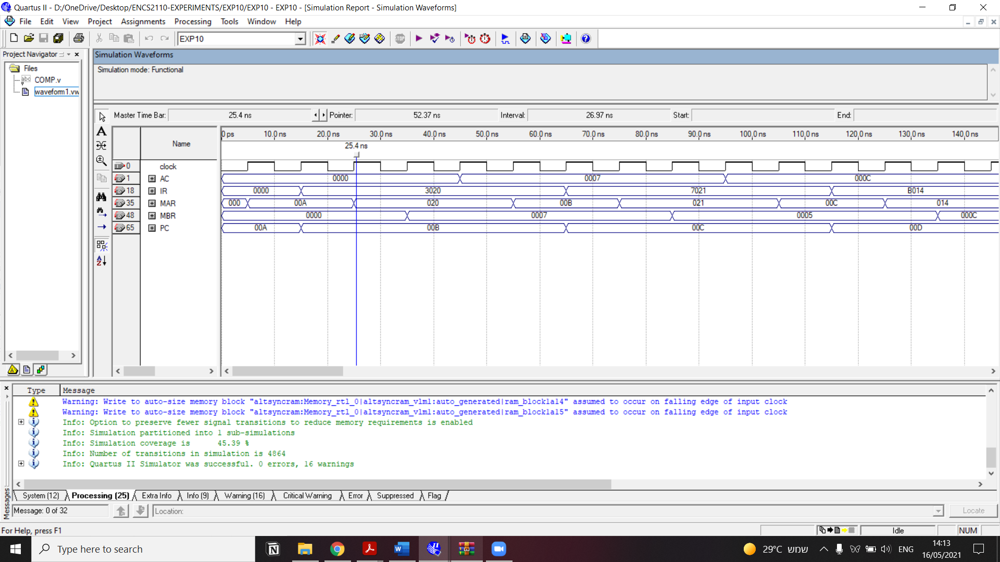 Quartus II - D:/OneDrive/Desktop/ENCS2110-EXPERIMENTS/EXP10/EXP10 - EXP10 - [Simulation Report - Simulation Waveforms]
File Edit View Project Assignments Processing Tools Window Help
EXP10
STOP
Project Navigator
Files
abc COMP.v
waveform1.vw
Simulation Waveforms
Simulation mode: Functional
Master Time Bar: 25.4 ns Pointer: 52.37 ns Interval: 26.97 ns Start: End:
Name
0 ps 10.0 ns 20.0 ns 30.0 ns 40.0 ns 50.0 ns 60.0 ns 70.0 ns 80.0 ns 90.0 ns 100.0 ns 110.0 ns 120.0 ns 130.0 ns 140.0 ns
25.4 ns
0 clock
1 AC 0000 0007 000C
18 IR 0000 3020 7021 B014
35 MAR 000 00A 020 00B 021 00C 014
48 MBR 0000 0007 0005 000C
65 PC 00A 00B 00C 00D
Type Message
Warning: Write to auto-size memory block "altsyncram:Memory_rtl_0|altsyncram_vlm1:auto_generated|ram_block1a14" assumed to occur on falling edge of input clock
Warning: Write to auto-size memory block "altsyncram:Memory_rtl_0|altsyncram_vlm1:auto_generated|ram_block1a15" assumed to occur on falling edge of input clock
Info: Option to preserve fewer signal transitions to reduce memory requirements is enabled
Info: Simulation partitioned into 1 sub-simulations
Info: Simulation coverage is 45.39 %
Info: Number of transitions in simulation is 4864
Info: Quartus II Simulator was successful. 0 errors, 16 warnings
System (12) Processing (25) Extra Info Info (9) Warning (16) Critical Warning Error Suppressed Flag
Messages
Message: 0 of 32 Location: Locate
For Help, press F1 Idle NUM
Type here to search
29°C שמש ENG
14:13
16/05/2021